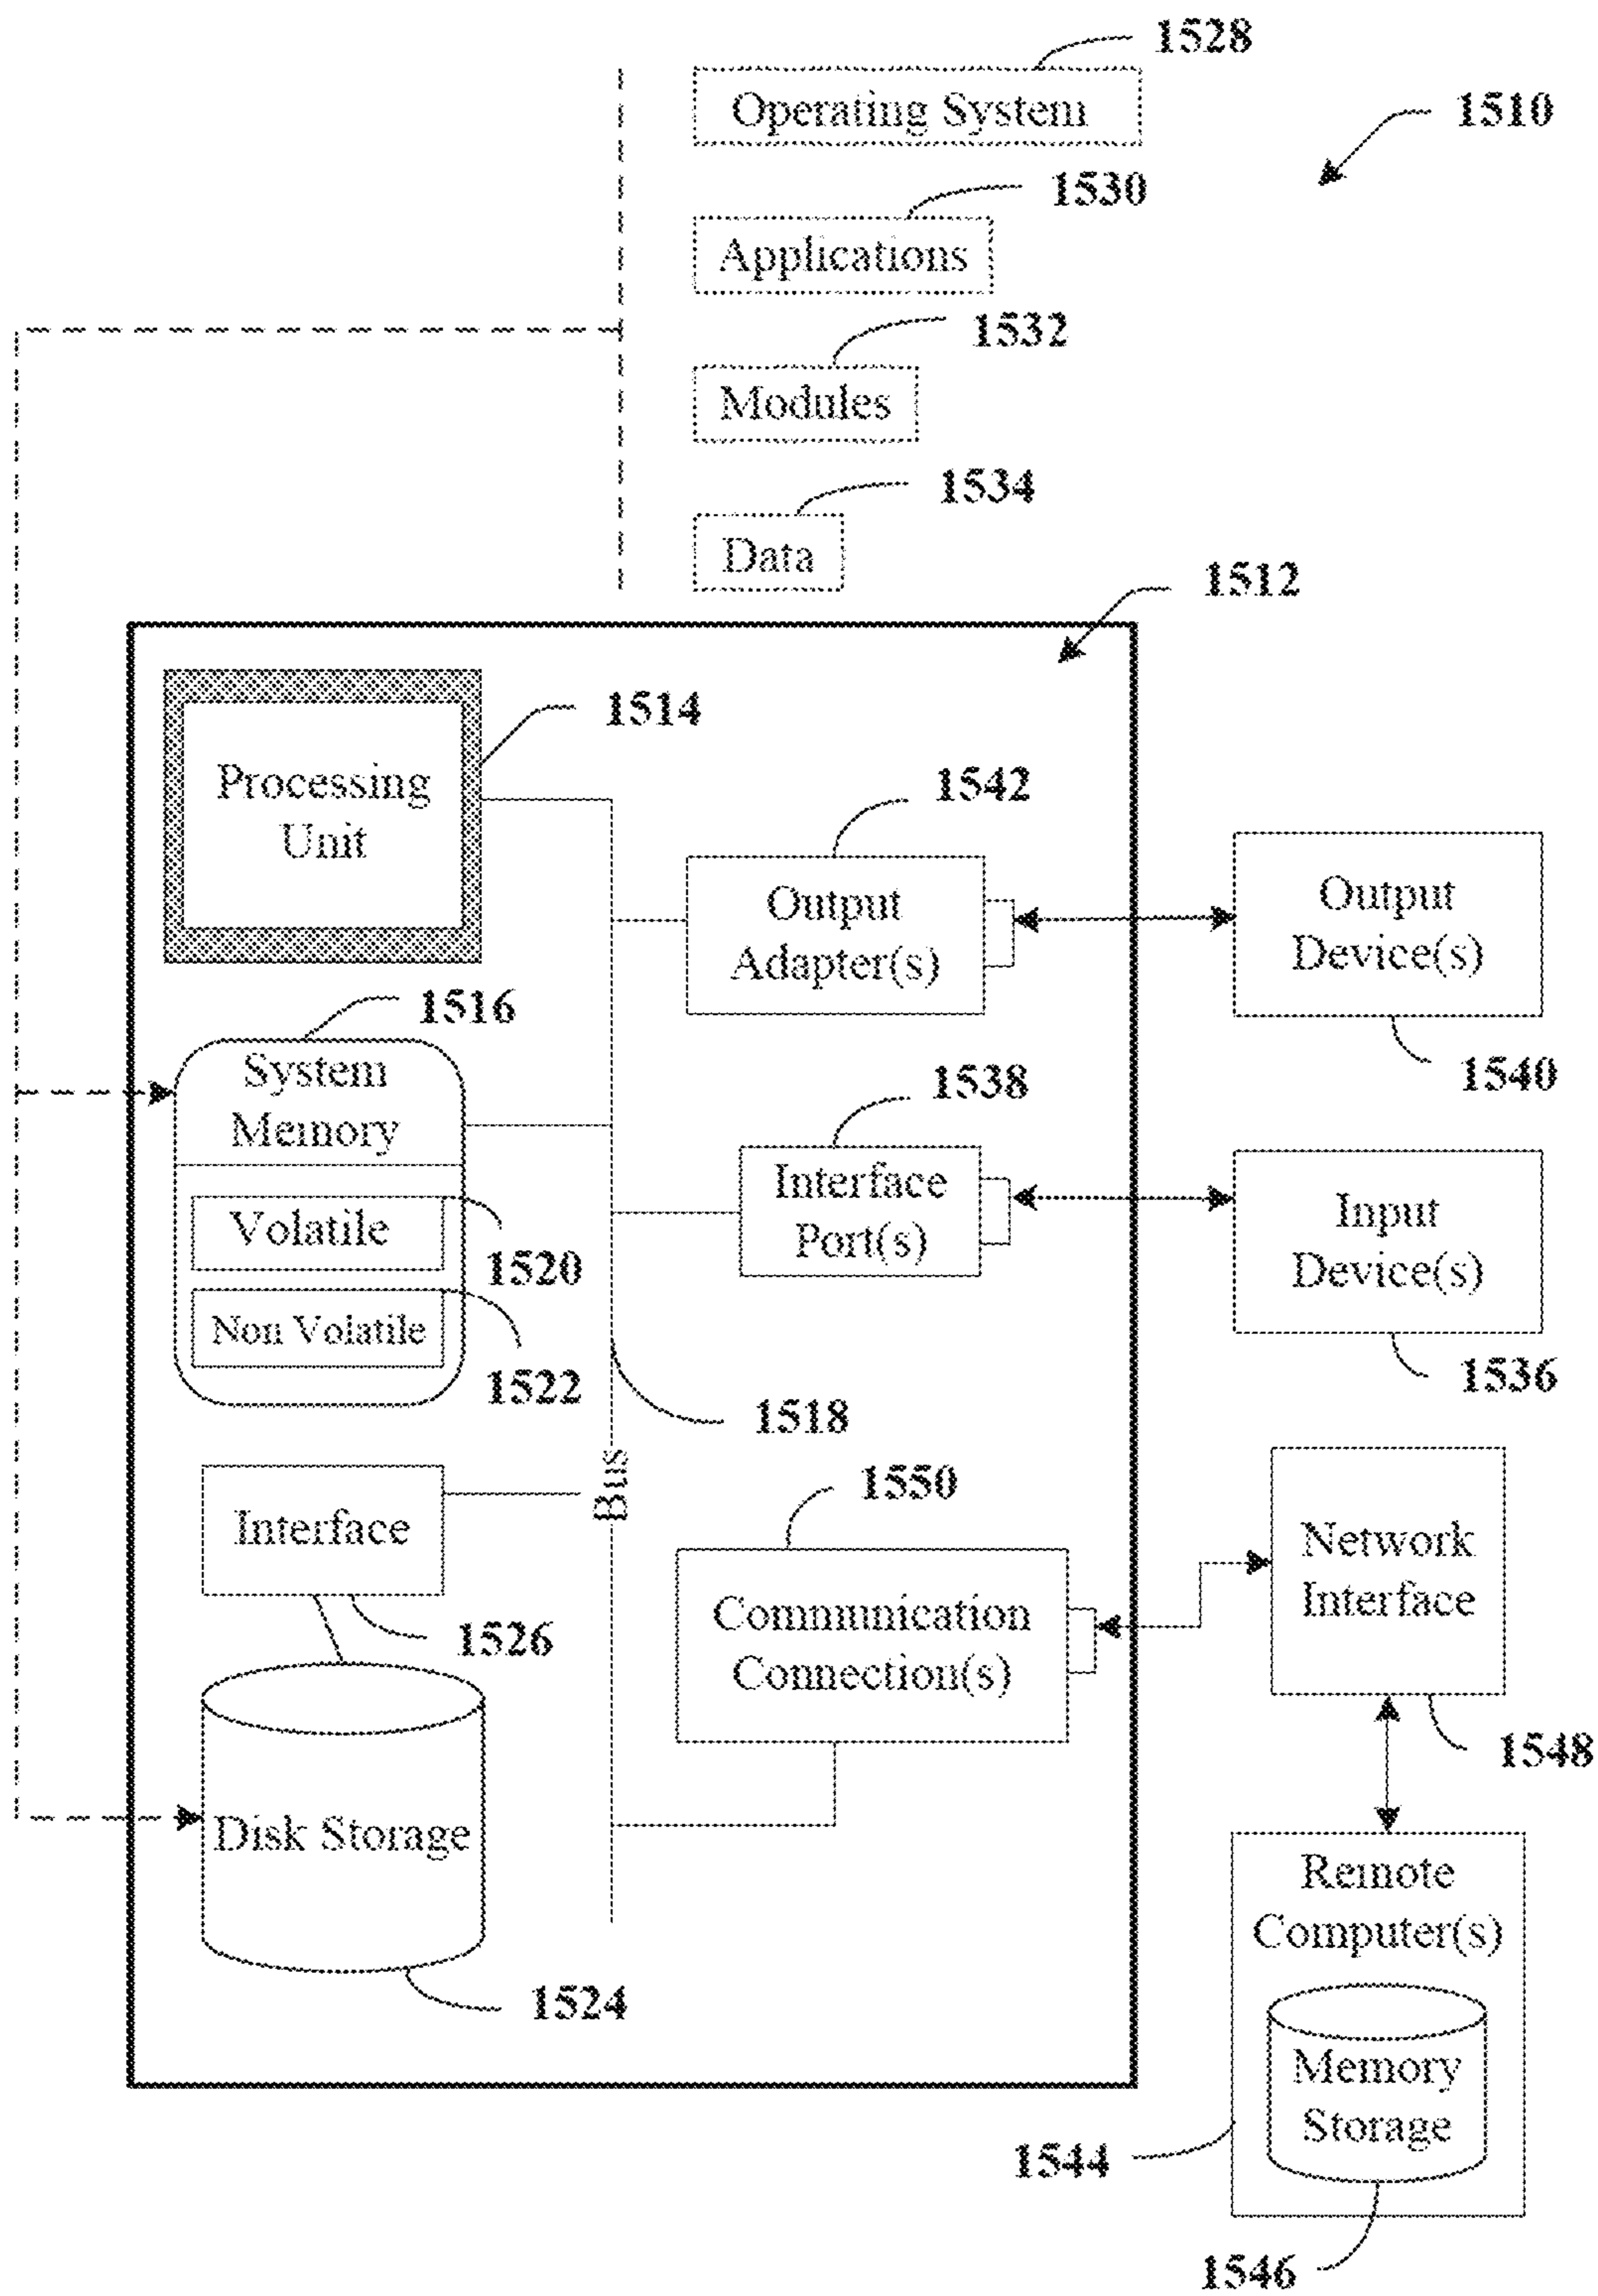 1528
Operating System
1510
1530
Applications
1532
Modules
1534
Data
1512
1514
Processing
Unit
1542
Output
Adapter(s)
Output
Device(s)
1540
1516
System
Memory
1538
Interface
Port(s)
Input
Device(s)
1536
Volatile
1520
Non Volatile
1522
1518
Bus
1550
Interface
1526
Communication
Connection(s)
Network
Interface
1548
Disk Storage
1524
Remote
Computer(s)
Memory
Storage
1544
1546